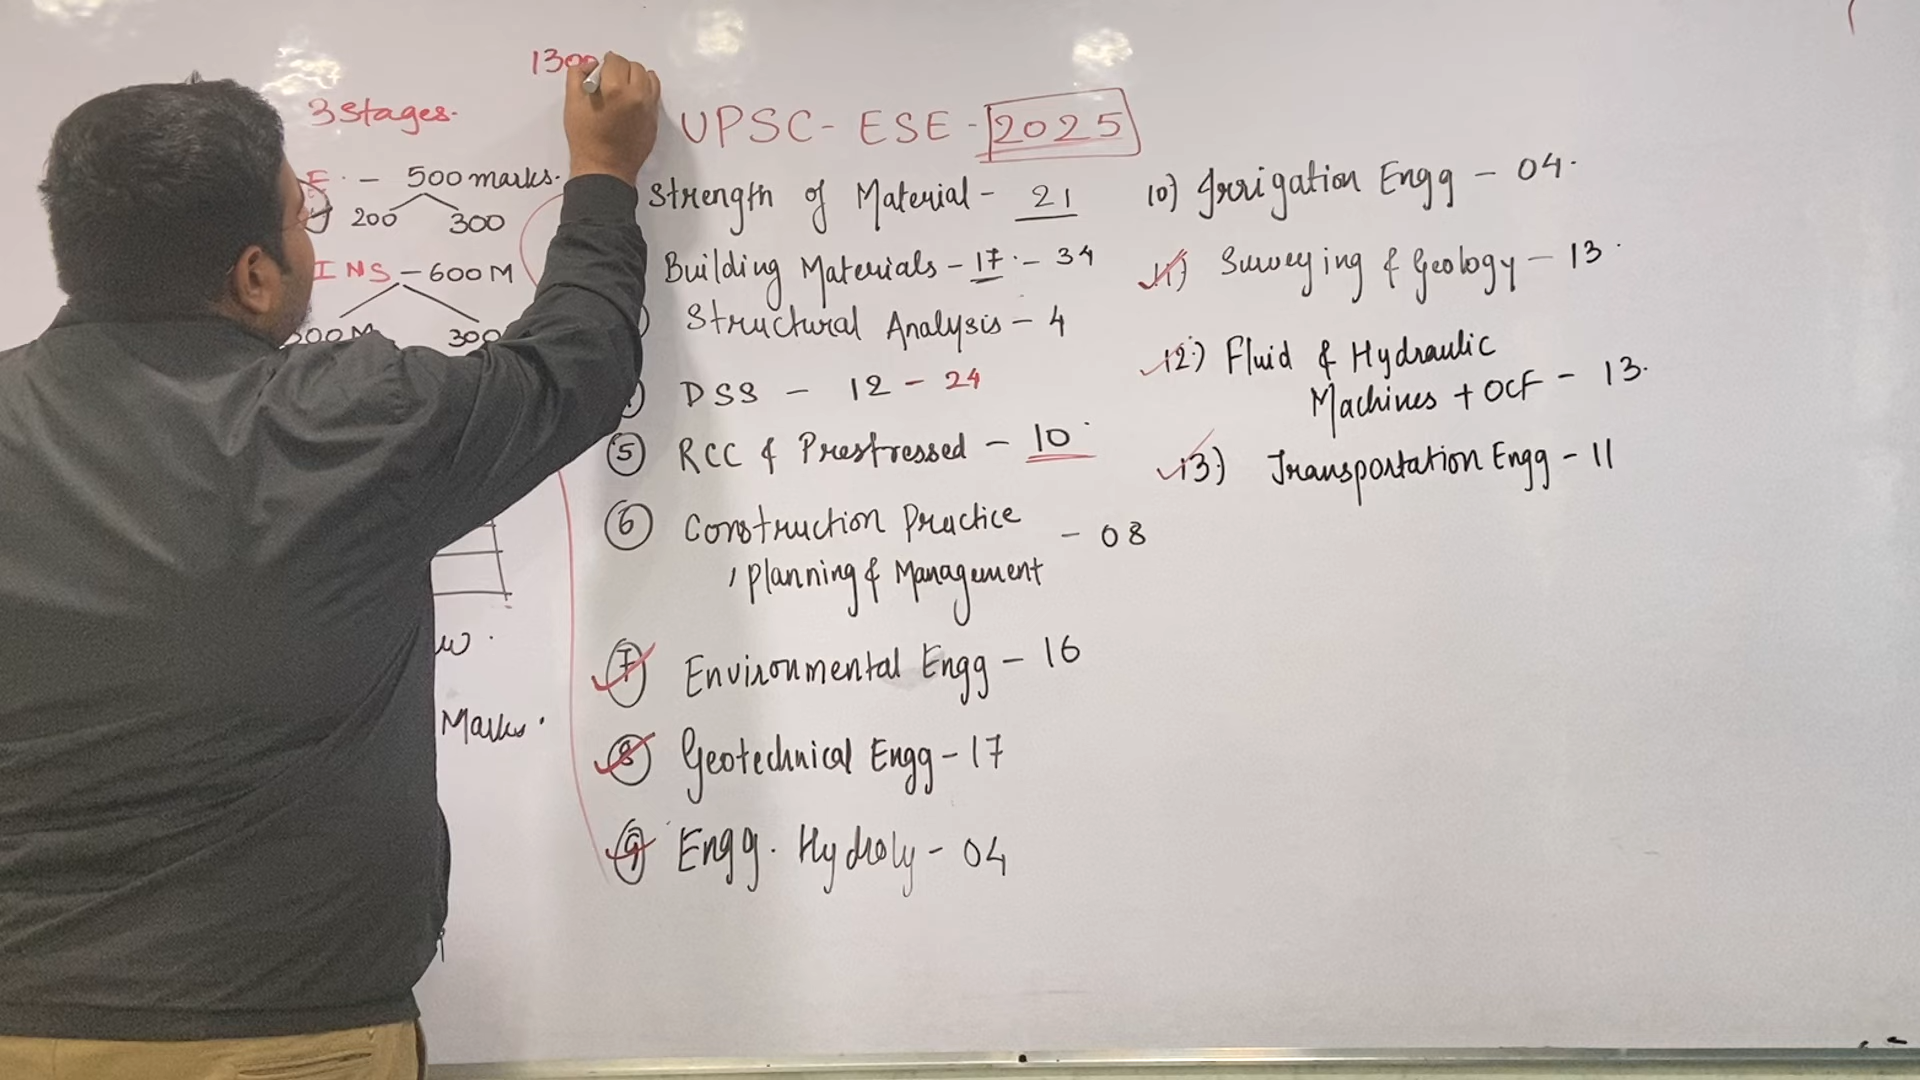 1300
3 Stages.
UPSC - ESE - 2025
E. - 500 marks.
200 300
INS - 600 M
300
Marks.
Strength of Material - 21
Building Materials - 17 - 34
Structural Analysis - 4
DSS - 12 - 24
5 RCC & Prestressed - 10
6 Construction Practice
, Planning & Management - 08
7 Environmental Engg - 16
8 Geotechnical Engg - 17
9 Engg. Hydroly - 04
10) Irrigation Engg - 04.
11) Surveying & Geology - 13
12) Fluid & Hydraulic
Machines + OCF - 13.
13) Transportation Engg - 11